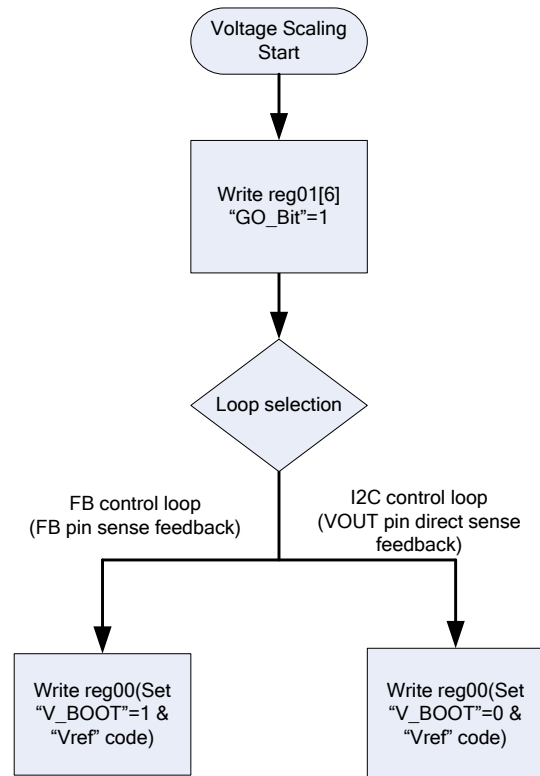 Voltage Scaling
Start
Write reg01[6]
“GO_Bit”=1
Loop selection
FB control loop
(FB pin sense feedback)
I2C control loop
(VOUT pin direct sense
feedback)
Write reg00(Set
“V_BOOT”=1 &
“Vref” code)
Write reg00(Set
“V_BOOT”=0 &
“Vref” code)